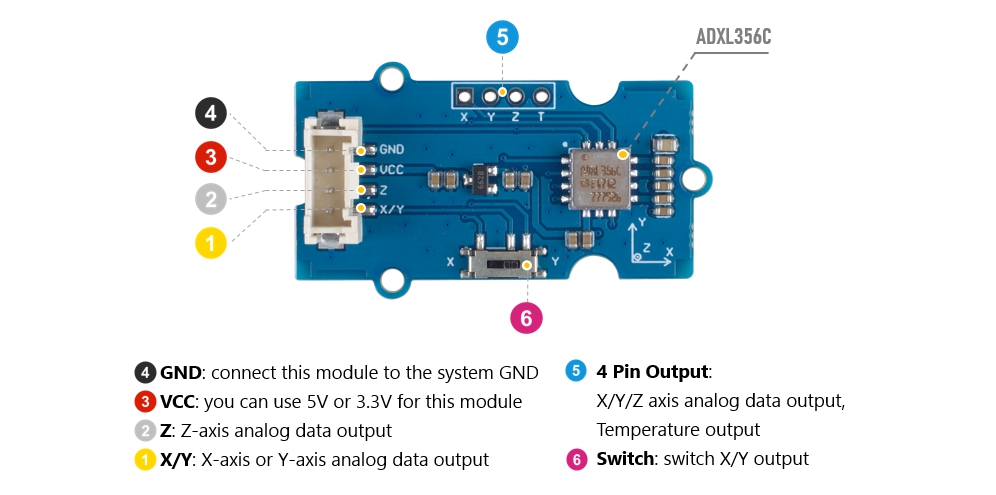 ADXL356C
5
4
3
2
1
X Y Z T
GND
VCC
Z
X/Y
X
Y
Y
Z
X
6
4 GND: connect this module to the system GND
3 VCC: you can use 5V or 3.3V for this module
2 Z: Z-axis analog data output
1 X/Y: X-axis or Y-axis analog data output
5 4 Pin Output:
X/Y/Z axis analog data output,
Temperature output
6 Switch: switch X/Y output